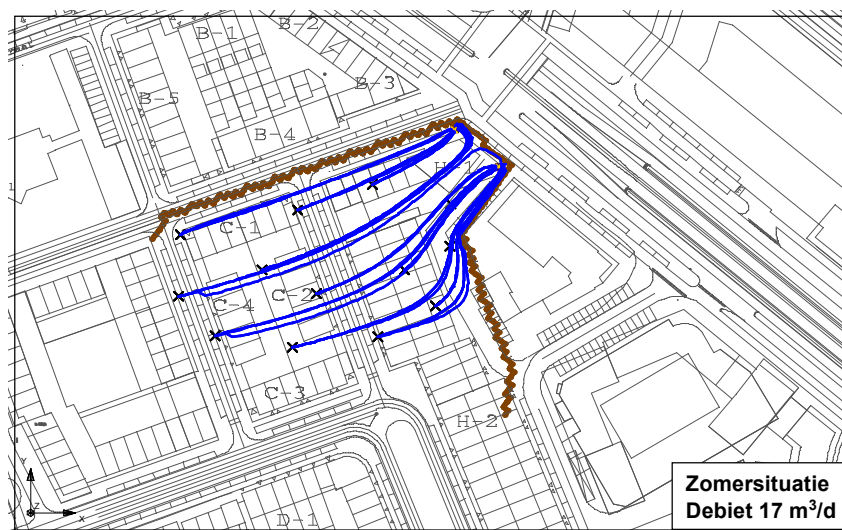 B-2
B-1
B-3
B-5
B-4
H-1
C-1
C-4 C-2
C-3
H-2
D-1
Y
Z
X
Zomersituatie
Debiet 17 m³/d